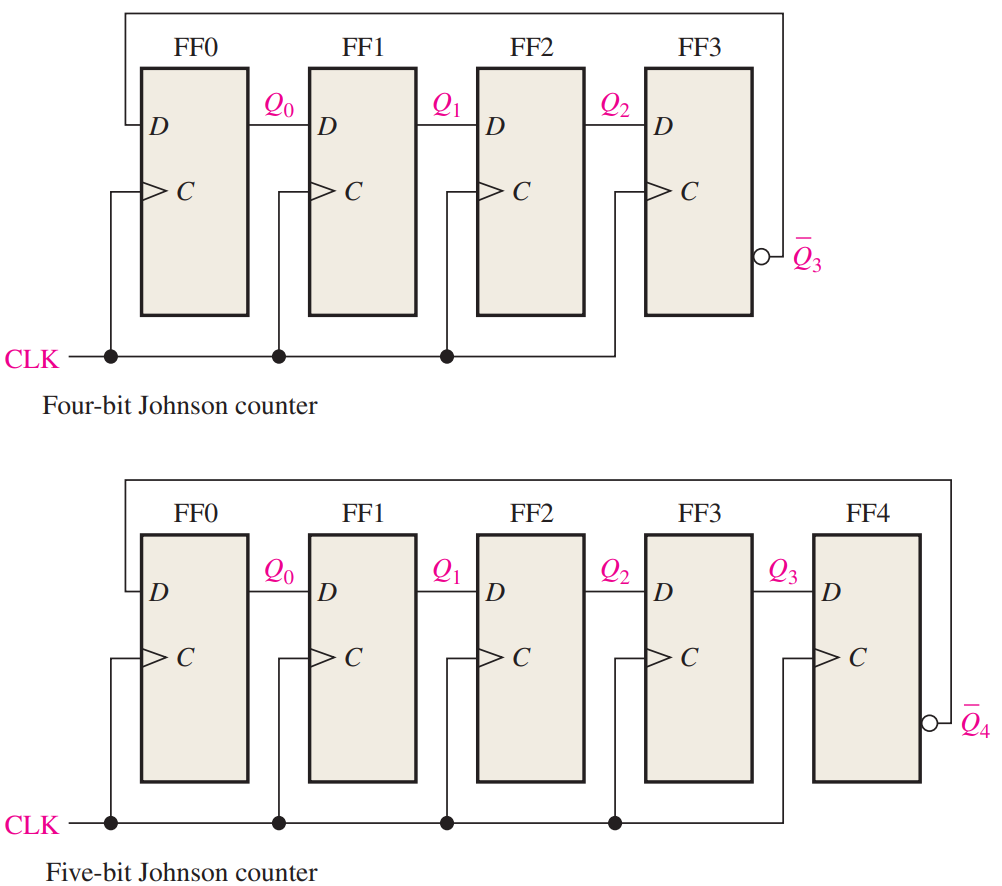 FF0 FF1 FF2 FF3
Q0 Q1 Q2
D D D D
C C C C
Q̅3
CLK
Four-bit Johnson counter
FF0 FF1 FF2 FF3 FF4
Q0 Q1 Q2 Q3
D D D D D
C C C C C
Q̅4
CLK
Five-bit Johnson counter